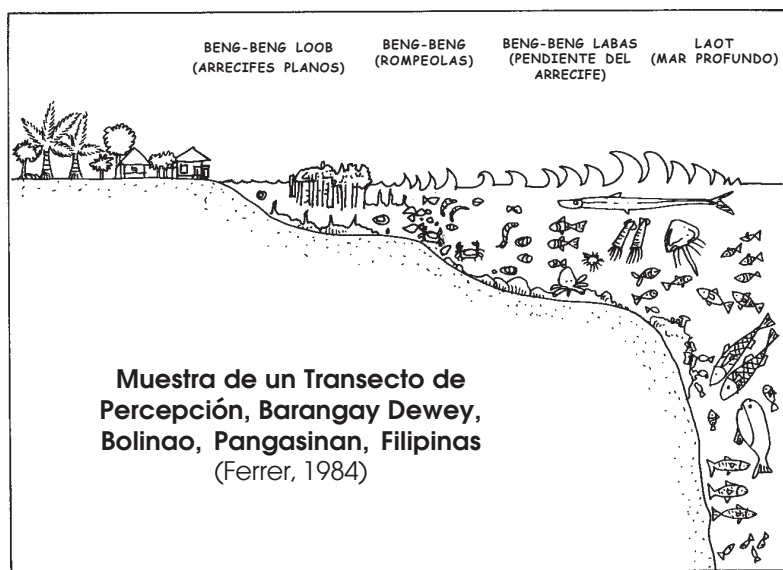 BENG-BENG LOOB
(ARRECIFES PLANOS)
BENG-BENG
(ROMPEOLAS)
BENG-BENG LABAS
(PENDIENTE DEL
ARRECIFE)
LAOT
(MAR PROFUNDO)
Muestra de un Transecto de
Percepción, Barangay Dewey,
Bolinao, Pangasinan, Filipinas
(Ferrer, 1984)